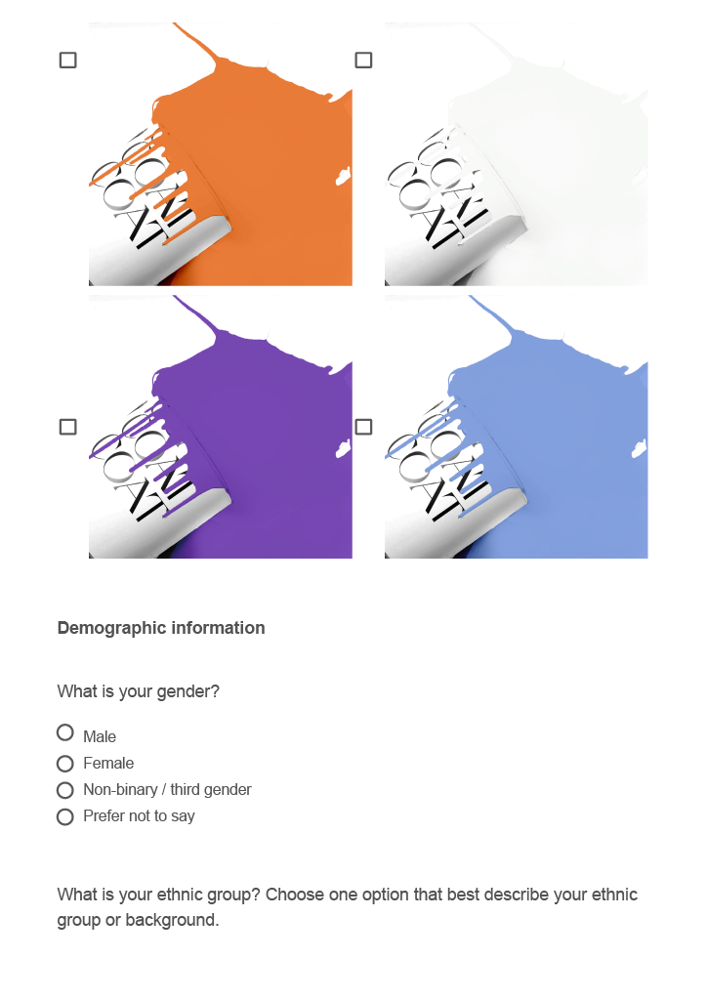 Demographic information
What is your gender?
Male
Female
Non-binary / third gender
Prefer not to say
What is your ethnic group? Choose one option that best describe your ethnic
group or background.